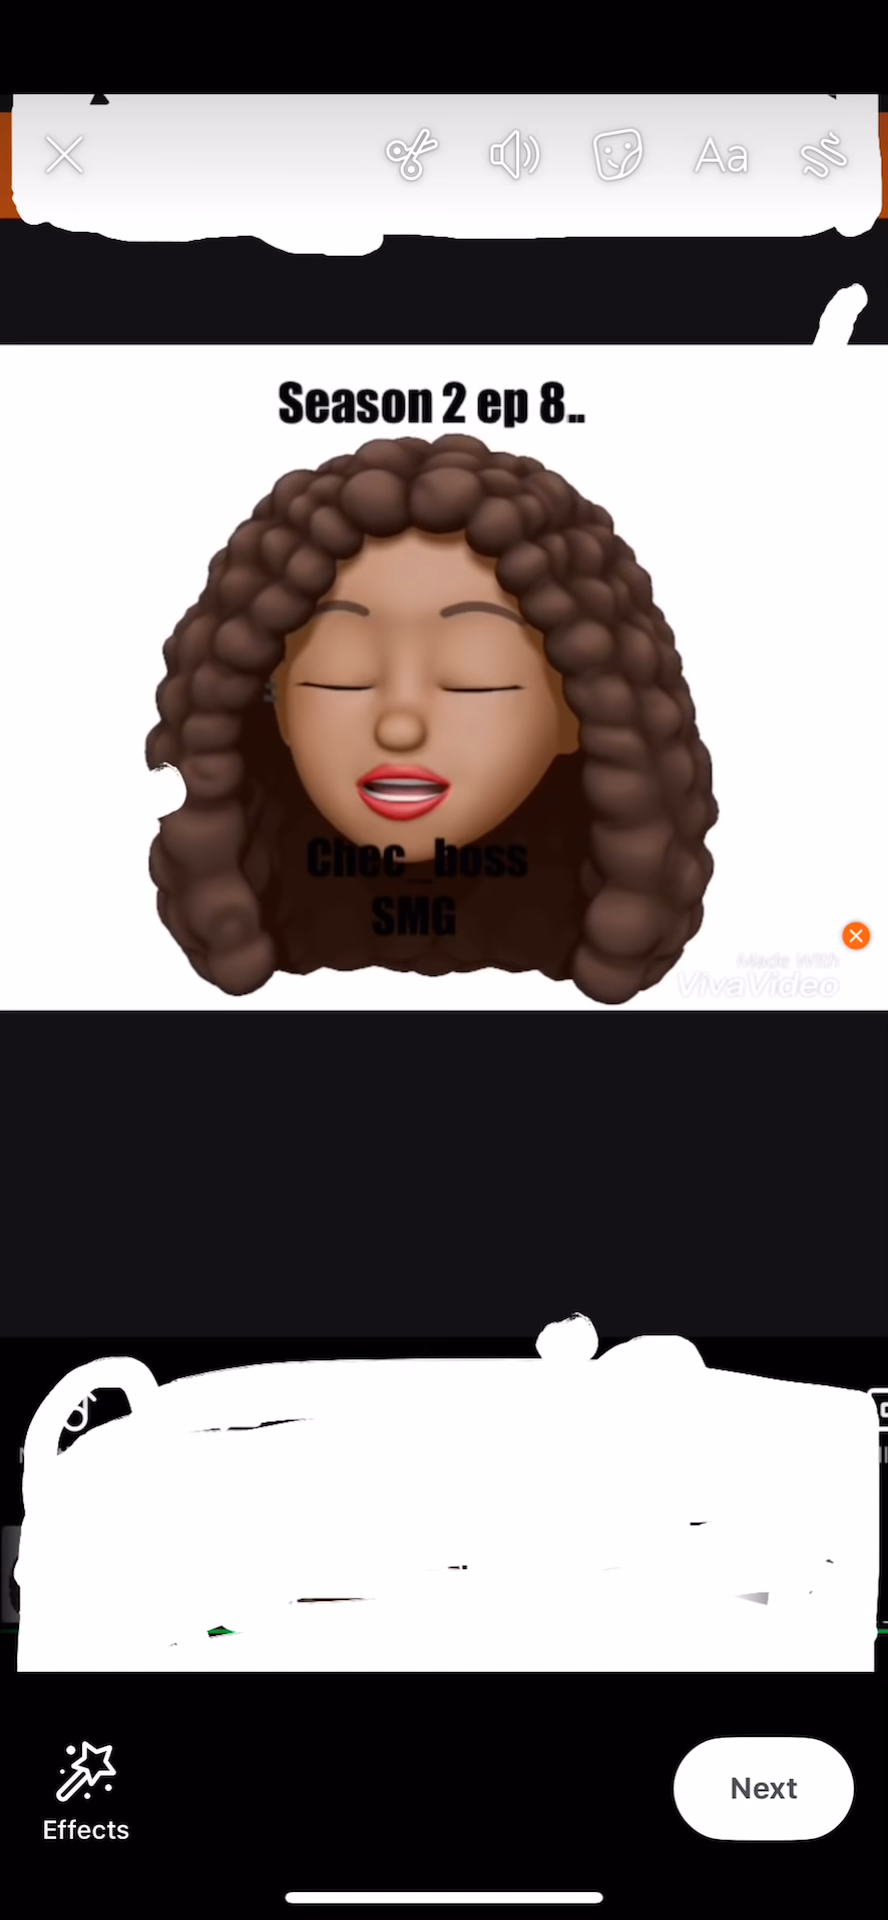 Aa
Season 2 ep 8..
Chec_boss
SMG
Made With
VivaVideo
Effects
Next